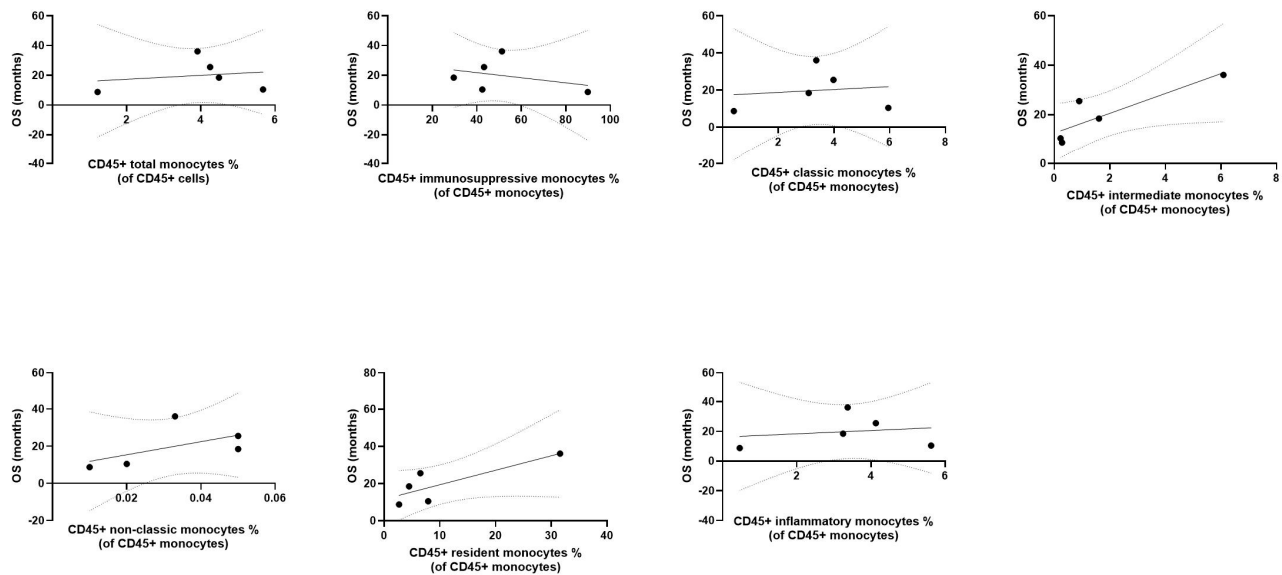 60
40
20
0
-20
-40
OS (months)
2 4 6
CD45+ total monocytes %
(of CD45+ cells)
60
40
20
0
-20
-40
OS (months)
20 40 60 80 100
CD45+ immunosuppressive monocytes %
(of CD45+ monocytes)
60
40
20
0
-20
OS (months)
2 4 6 8
CD45+ classic monocytes %
(of CD45+ monocytes)
60
40
20
0
OS (months)
0 2 4 6 8
CD45+ intermediate monocytes %
(of CD45+ monocytes)
60
40
20
0
-20
OS (months)
0.02 0.04 0.06
CD45+ non-classic monocytes %
(of CD45+ monocytes)
80
60
40
20
0
OS (months)
0 10 20 30 40
CD45+ resident monocytes %
(of CD45+ monocytes)
60
40
20
0
-20
-40
OS (months)
2 4 6
CD45+ inflammatory monocytes %
(of CD45+ monocytes)